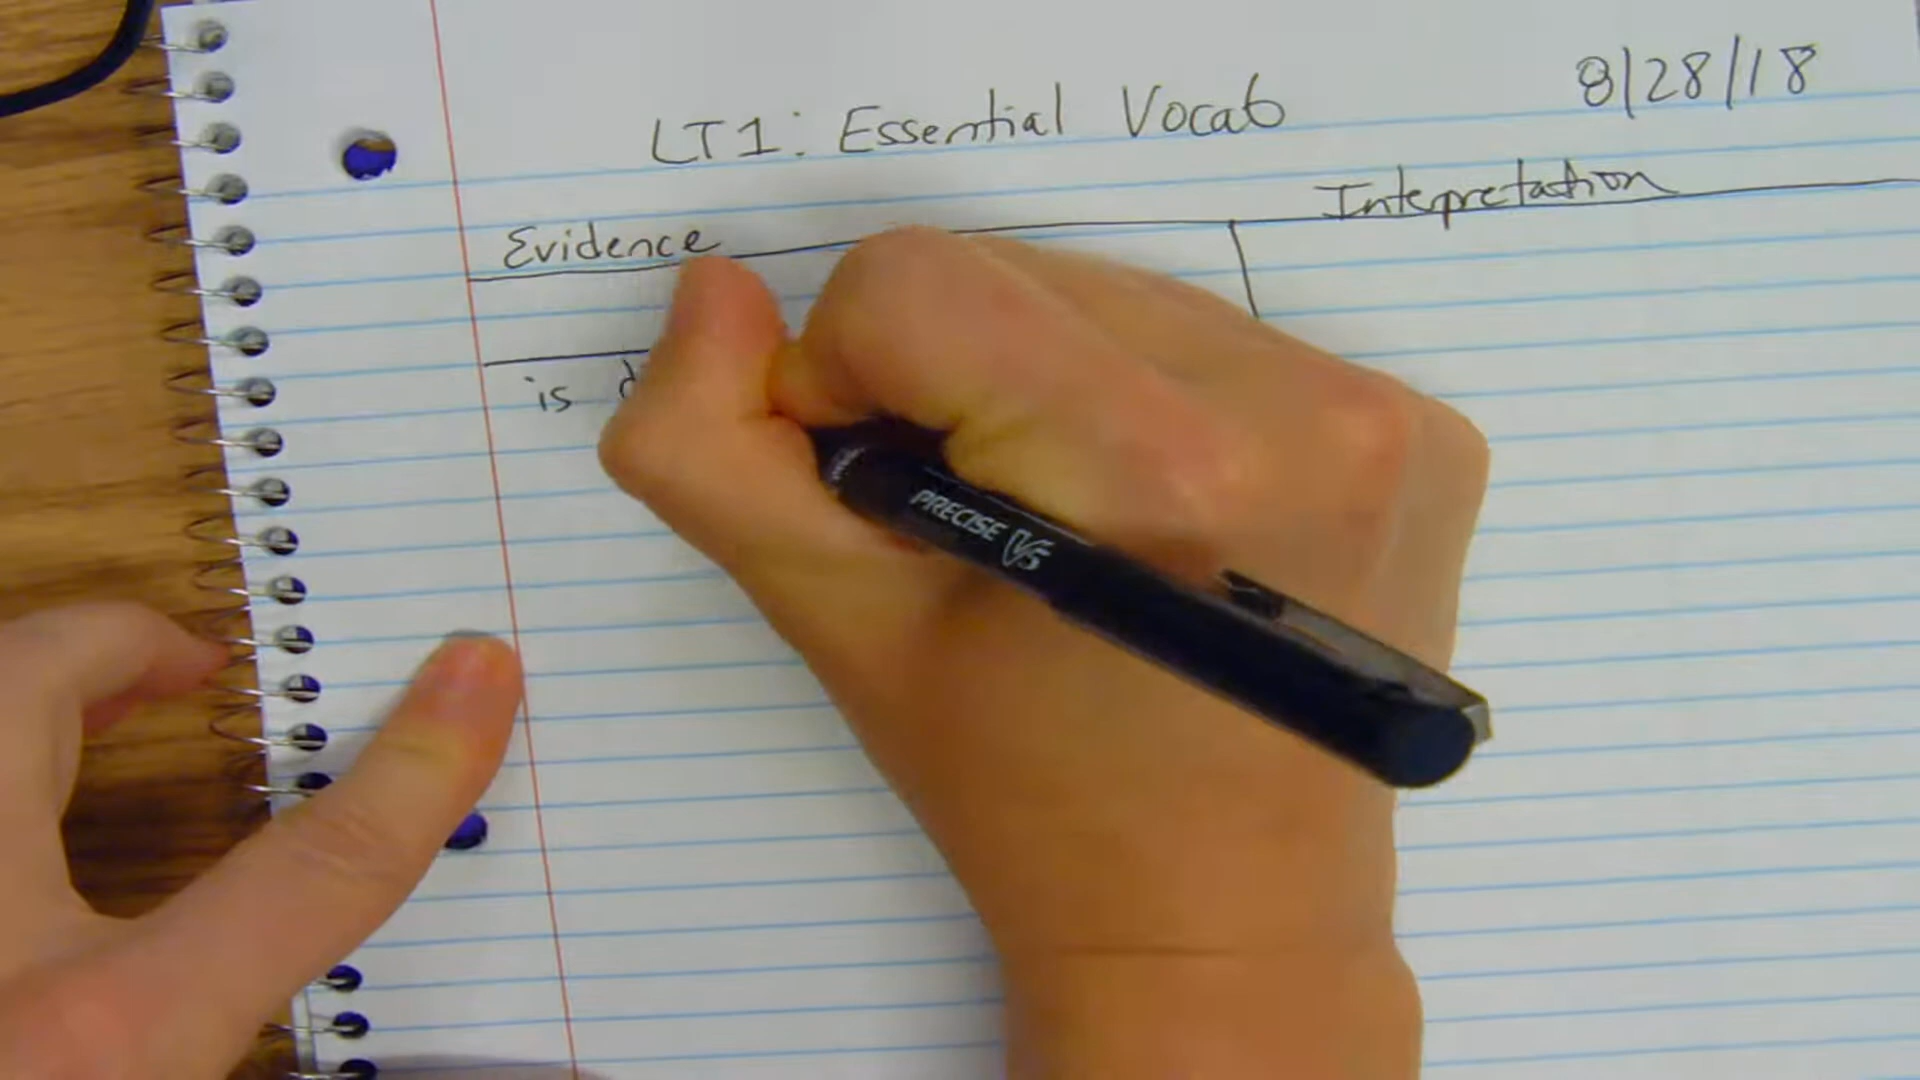 8/28/18
LT1: Essential Vocab
Evidence Interpretation
is
PRECISE V5